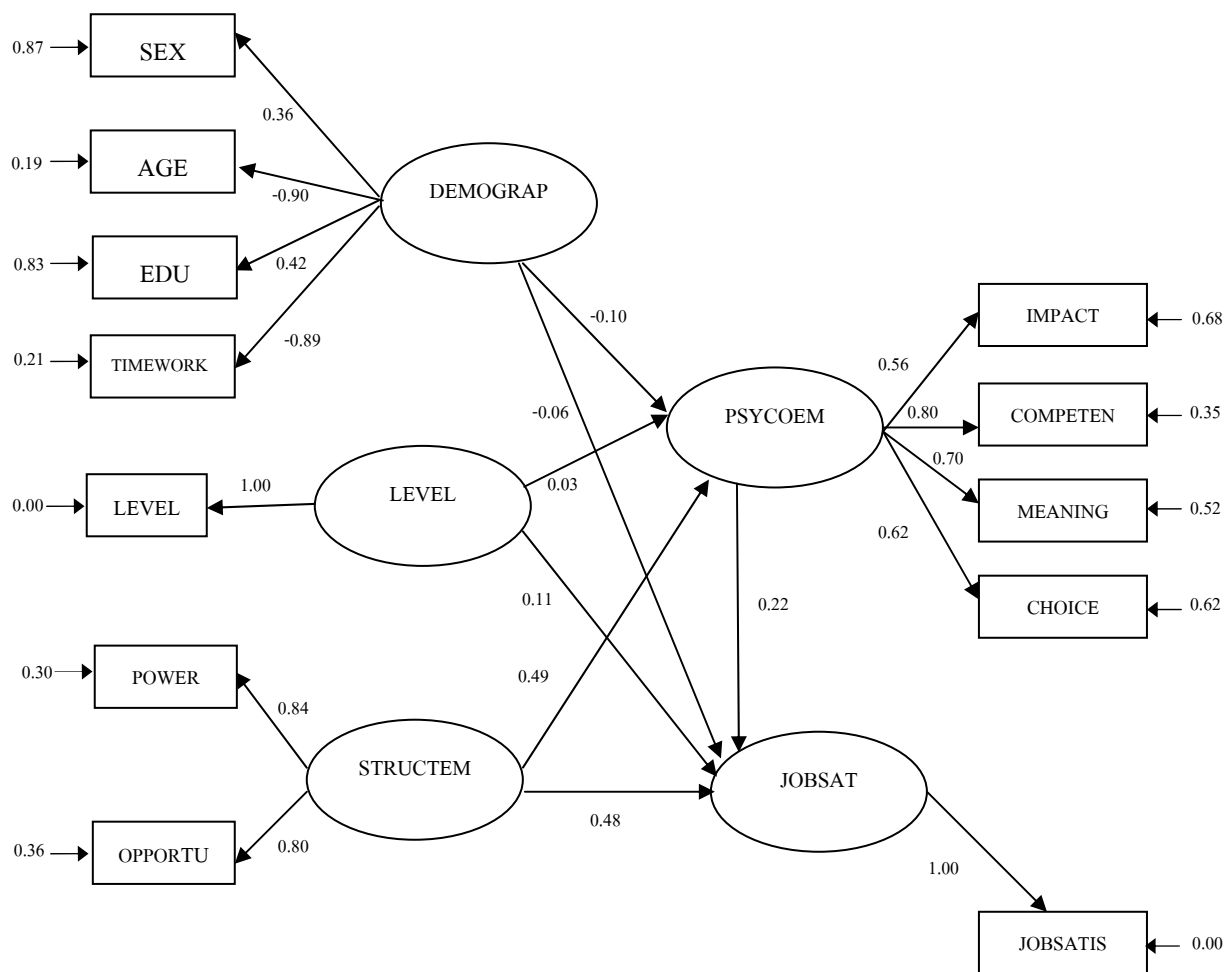 0.87
SEX
0.36
0.19
AGE
-0.90
DEMOGRAP
0.83
EDU
0.42
0.21
TIMEWORK
-0.89
-0.10
IMPACT
0.68
0.56
-0.06
PSYCOEM
0.80
COMPETEN
0.35
0.70
0.00
LEVEL
1.00
LEVEL
0.03
MEANING
0.52
0.62
0.11
0.22
CHOICE
0.62
0.30
POWER
0.84
0.49
STRUCTEM
JOBSAT
0.48
0.36
OPPORTU
0.80
1.00
JOBSATIS
0.00